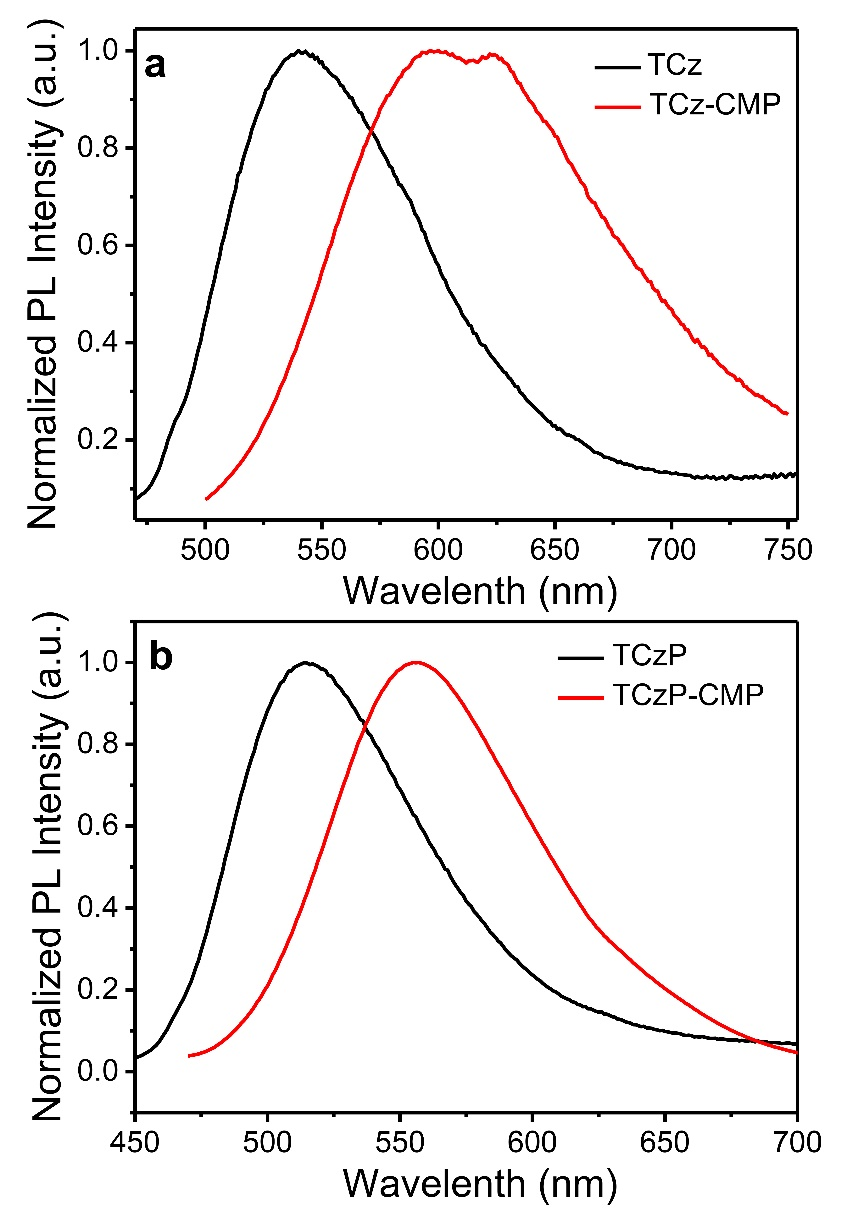 a
TCz
TCz-CMP
Normalized PL Intensity (a.u.)
1.0
0.8
0.6
0.4
0.2
500 550 600 650 700 750
Wavelenth (nm)
b
TCzP
TCzP-CMP
Normalized PL Intensity (a.u.)
1.0
0.8
0.6
0.4
0.2
0.0
450 500 550 600 650 700
Wavelenth (nm)